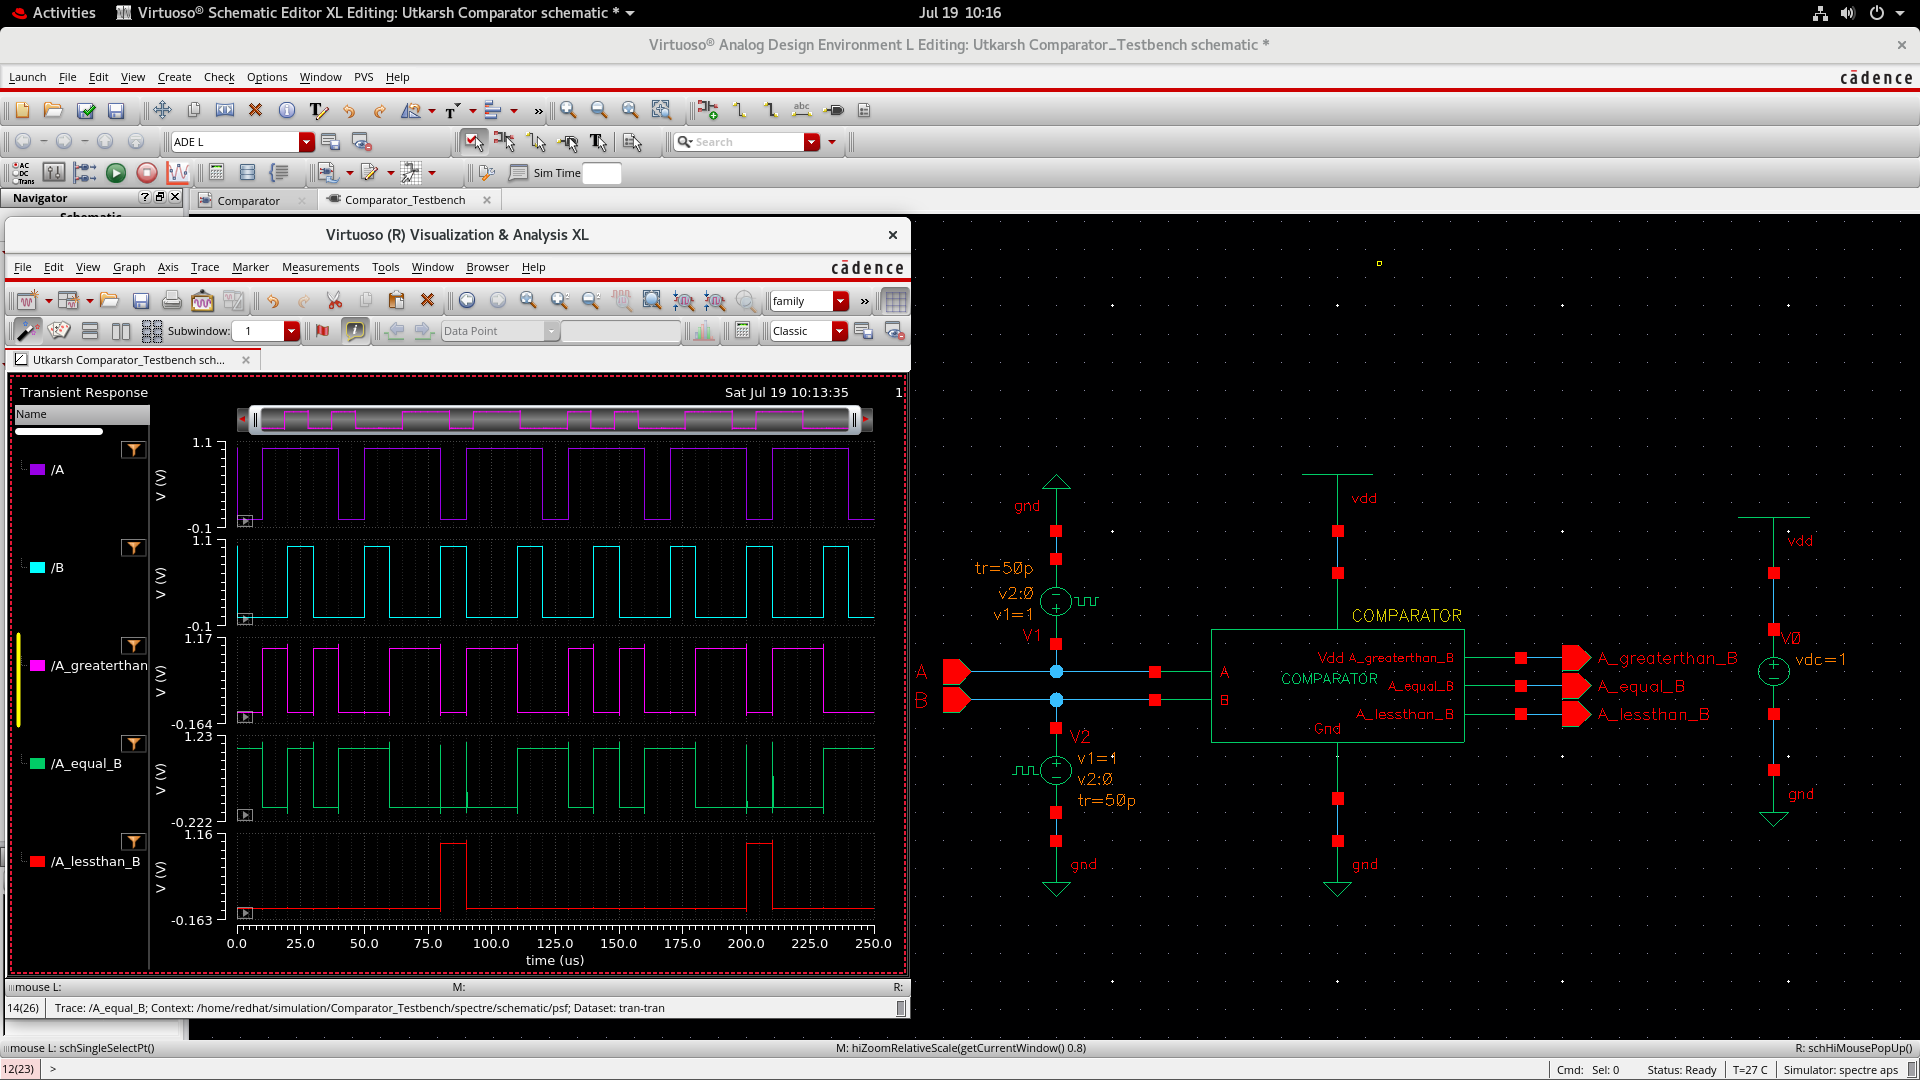 Activities Virtuoso® Schematic Editor XL Editing: Utkarsh Comparator schematic * Jul 19 10:16
Virtuoso® Analog Design Environment L Editing: Utkarsh Comparator_Testbench schematic *
Launch File Edit View Create Check Options Window PVS Help cādence
ADE L Search
AC DC Trans Sim Time
Navigator Comparator Comparator_Testbench
Schematic
Virtuoso (R) Visualization & Analysis XL
File Edit View Graph Axis Trace Marker Measurements Tools Window Browser Help cādence
family
Subwindow: 1 Data Point Classic
Utkarsh Comparator_Testbench sch...
Transient Response Sat Jul 19 10:13:35 1
Name
/A V (V) 1.1 -0.1
/B V (V) 1.1 -0.1
/A_greaterthan V (V) 1.17 -0.164
/A_equal_B V (V) 1.23 -0.222
/A_lessthan_B V (V) 1.16 -0.163
0.0 25.0 50.0 75.0 100.0 125.0 150.0 175.0 200.0 225.0 250.0
time (us)
mouse L: M: R:
14(26) Trace: /A_equal_B; Context: /home/redhat/simulation/Comparator_Testbench/spectre/schematic/psf; Dataset: tran-tran
gnd
tr=50p
v2:0
v1=1
V1
A
B
V2
v1=1
v2:0
tr=50p
gnd
vdd
COMPARATOR
Vdd A_greaterthan_B
A COMPARATOR A_equal_B
B A_lessthan_B
Gnd
gnd
A_greaterthan_B
A_equal_B
A_lessthan_B
vdd
V0
vdc=1
gnd
mouse L: schSingleSelectPt() M: hiZoomRelativeScale(getCurrentWindow() 0.8) R: schHiMousePopUp()
12(23) > Cmd: Sel: 0 Status: Ready T=27 C Simulator: spectre aps